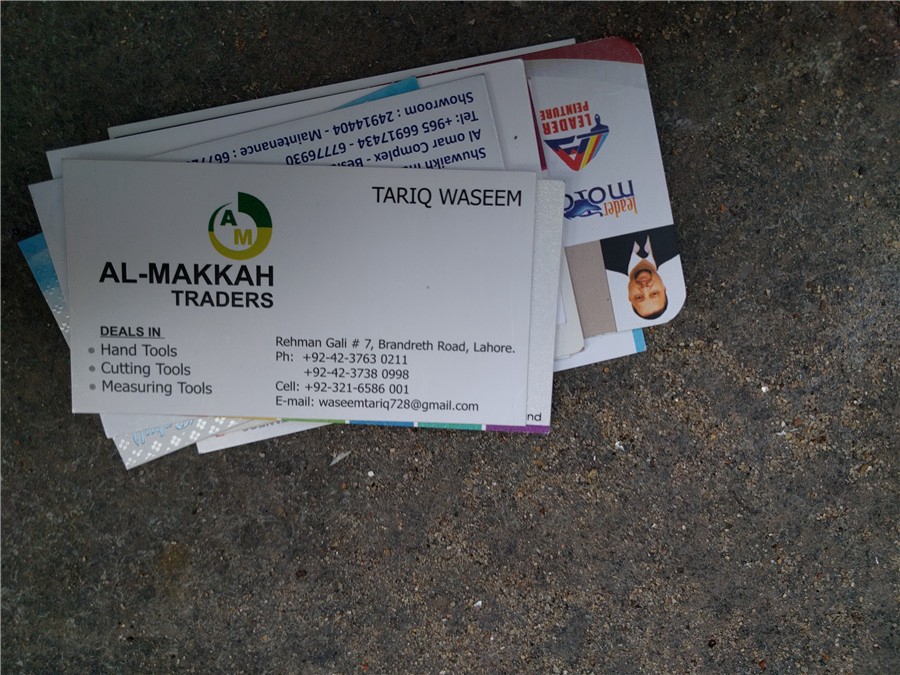 TARIQ WASEEM
A
M
AL-MAKKAH
TRADERS
DEALS IN
• Hand Tools
• Cutting Tools
• Measuring Tools
Rehman Gali # 7, Brandreth Road, Lahore.
Ph: +92-42-3763 0211
+92-42-3738 0998
Cell: +92-321-6586 001
E-mail: waseemtariq728@gmail.com
Al omar Complex
Tel: +965 66917434 - 67776930
Showroom : 24914404 - Maintenance :
LEADER
PEINTURE
leader
MOTO